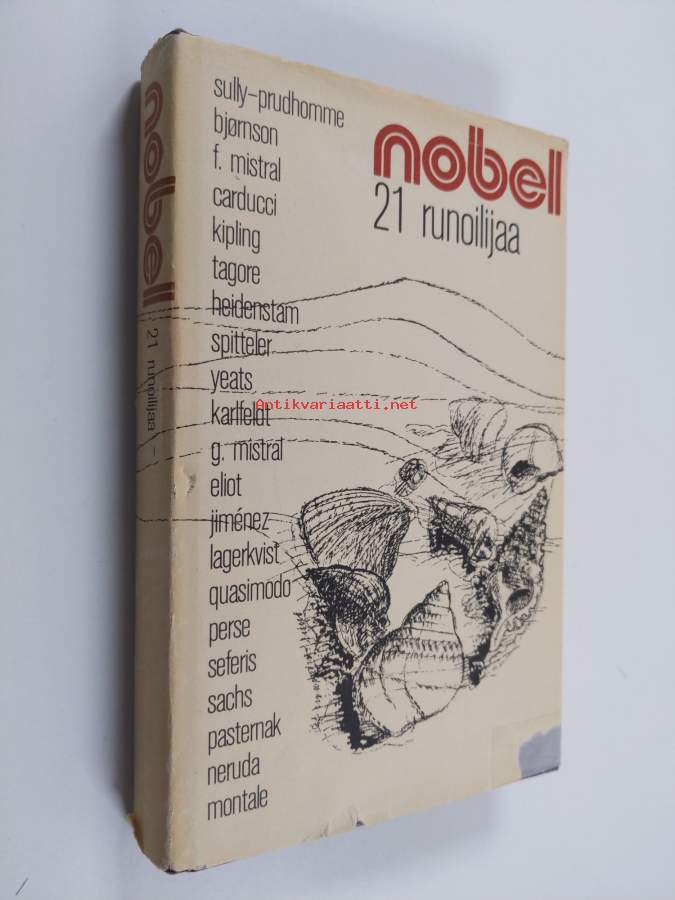 nobel
21 runoilijaa –
sully-prudhomme
bjørnson
f. mistral
carducci
kipling
tagore
heidenstam
spitteler
yeats
karlfeldt
g. mistral
eliot
jiménez
lagerkvist
quasimodo
perse
seferis
sachs
pasternak
neruda
montale
nobel
21 runoilijaa
Antikvariaatti.net